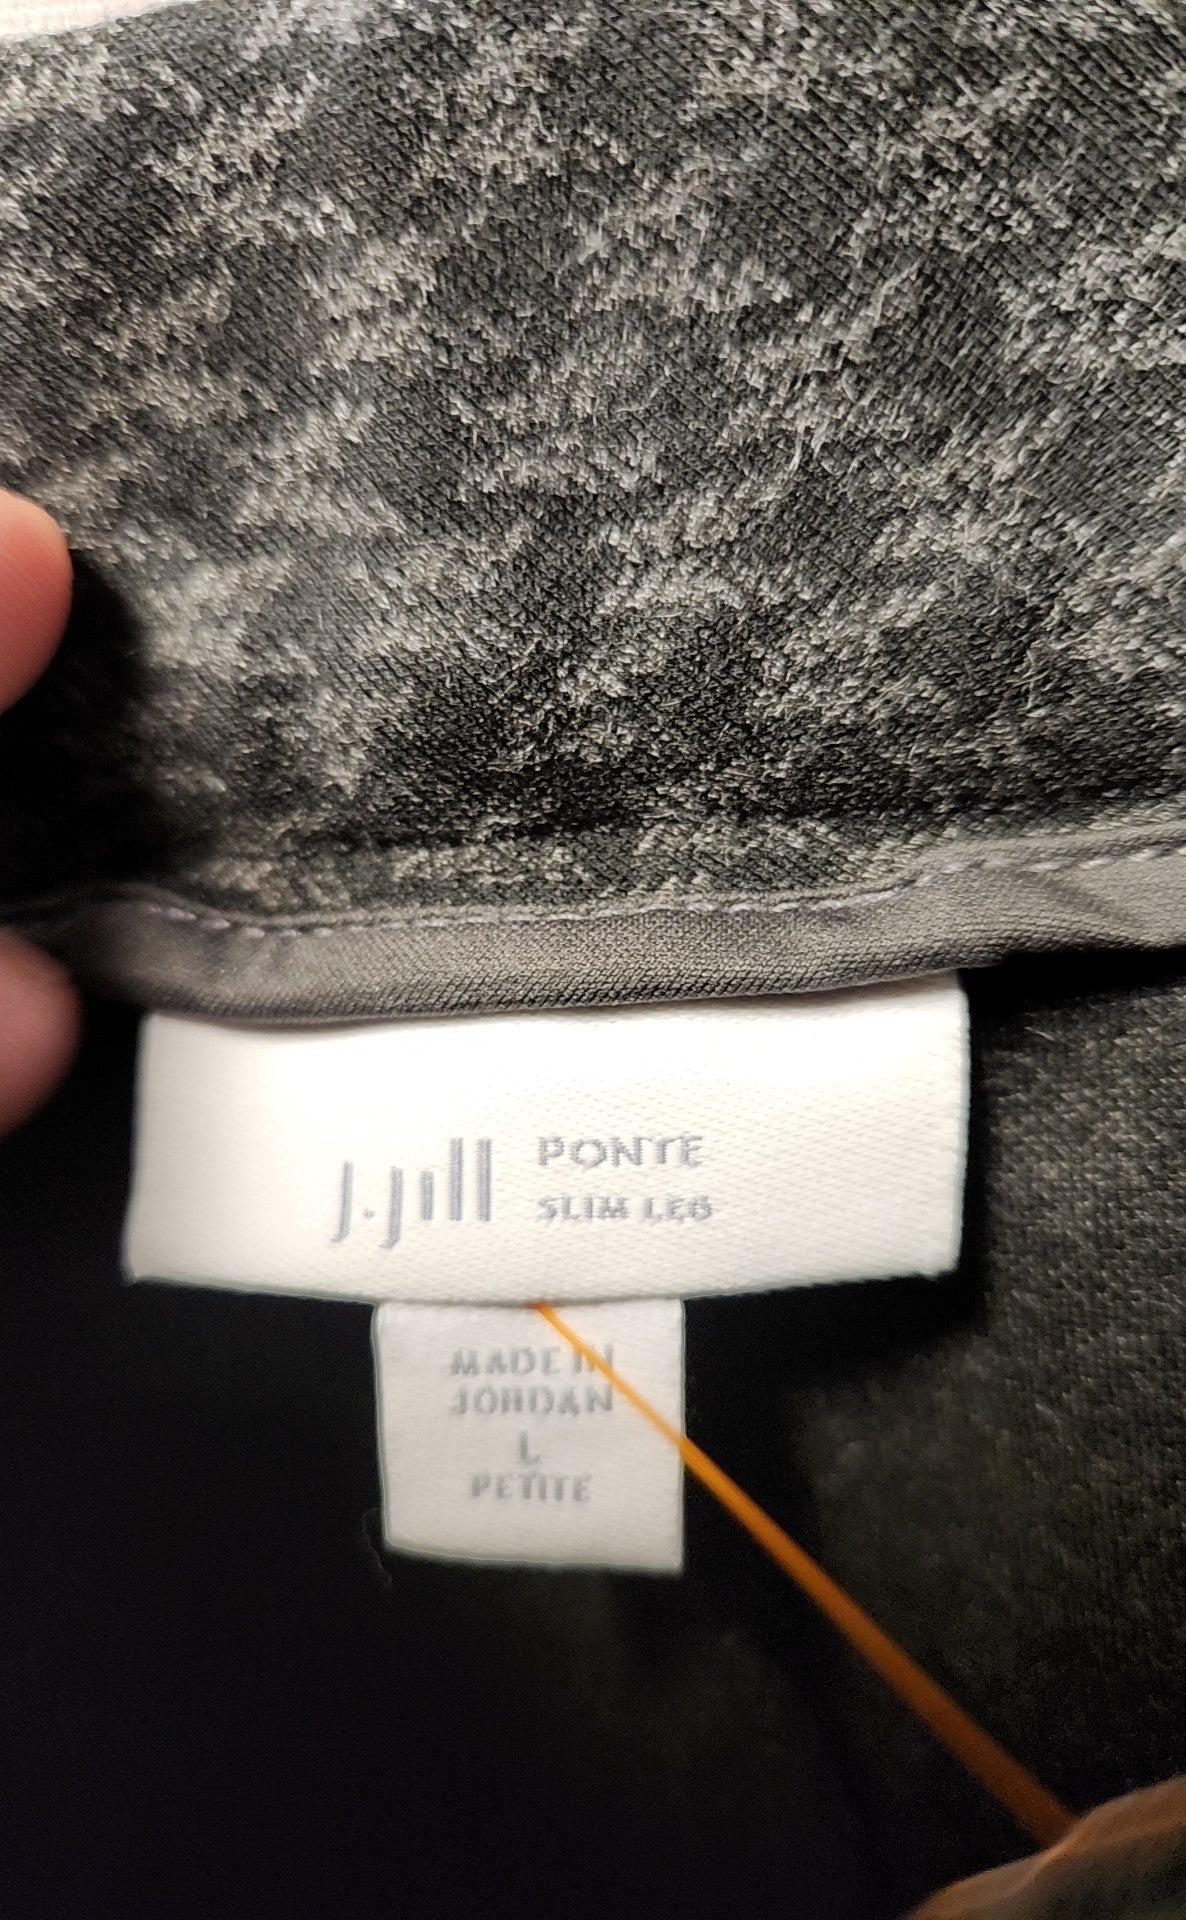 J.Jill
PONTE
SLIM LEG
MADE IN
JORDAN
L
PETITE